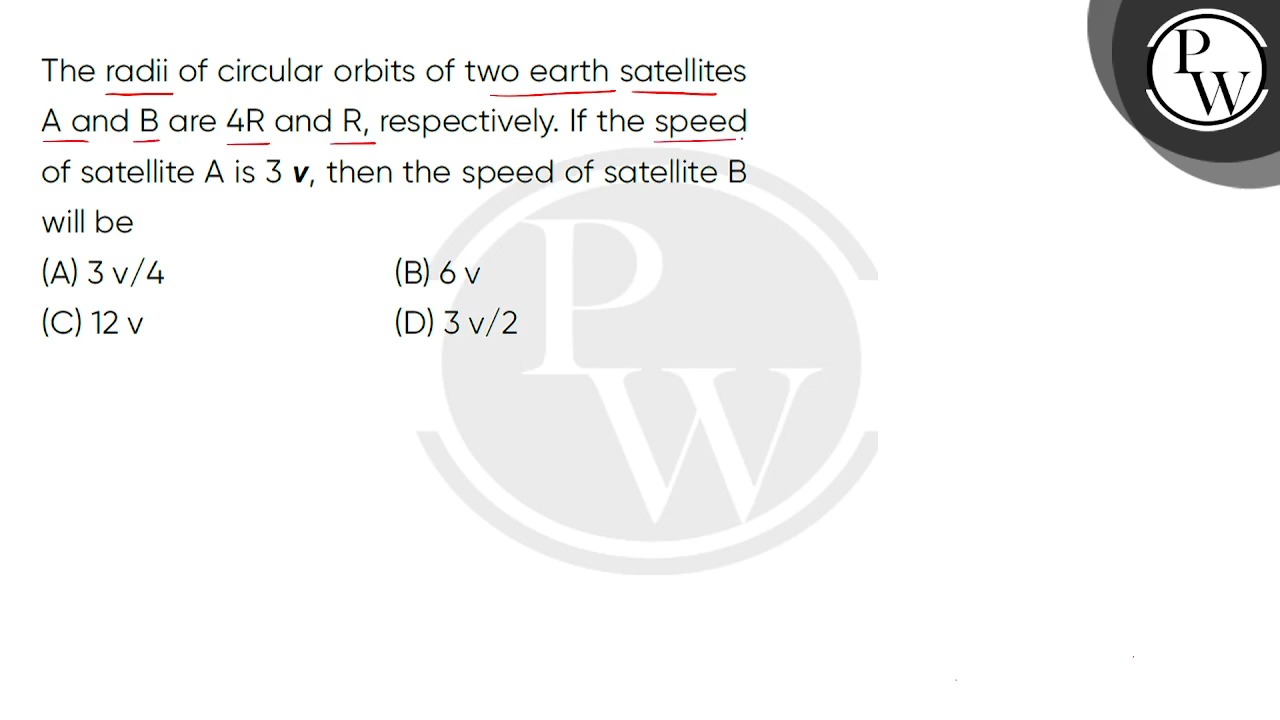 The radii of circular orbits of two earth satellites
A and B are 4R and R, respectively. If the speed
of satellite A is 3 v, then the speed of satellite B
will be
(A) 3 v/4 (B) 6 v
(C) 12 v (D) 3 v/2
P
W
P
W